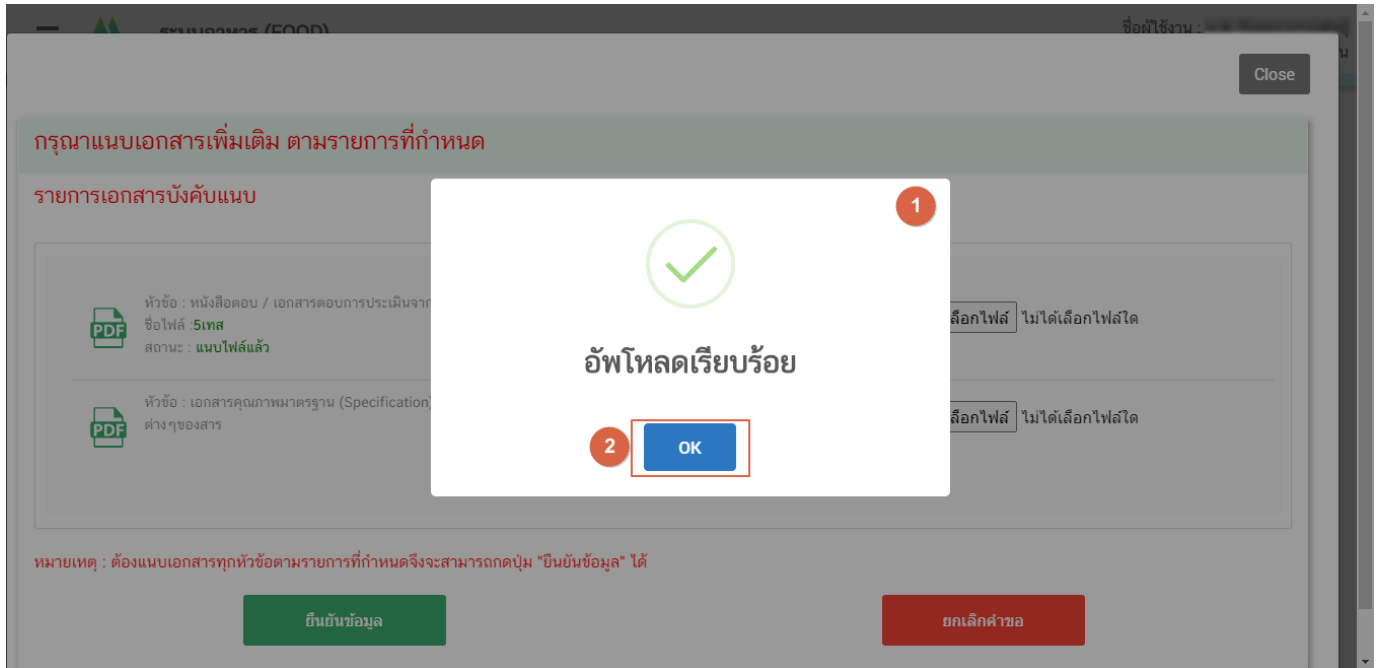 ระบบอาหาร (FOOD)
ชื่อผู้ใช้งาน :
Close
กรุณาแนบเอกสารเพิ่มเติม ตามรายการที่กำหนด
รายการเอกสารบังคับแนบ
1
หัวข้อ : หนังสือตอบ / เอกสารตอบการประเมินจาก
ชื่อไฟล์ :5เทส
ลือกไฟล์ ไม่ได้เลือกไฟล์ใด
สถานะ : แนบไฟล์แล้ว
อัพโหลดเรียบร้อย
หัวข้อ : เอกสารคุณภาพมาตรฐาน (Specification)
ต่างๆของสาร
ลือกไฟล์ ไม่ได้เลือกไฟล์ใด
PDF
PDF
2
OK
หมายเหตุ : ต้องแนบเอกสารทุกหัวข้อตามรายการที่กำหนดจึงจะสามารถกดปุ่ม "ยืนยันข้อมูล" ได้
ยืนยันข้อมูล
ยกเลิกคำขอ